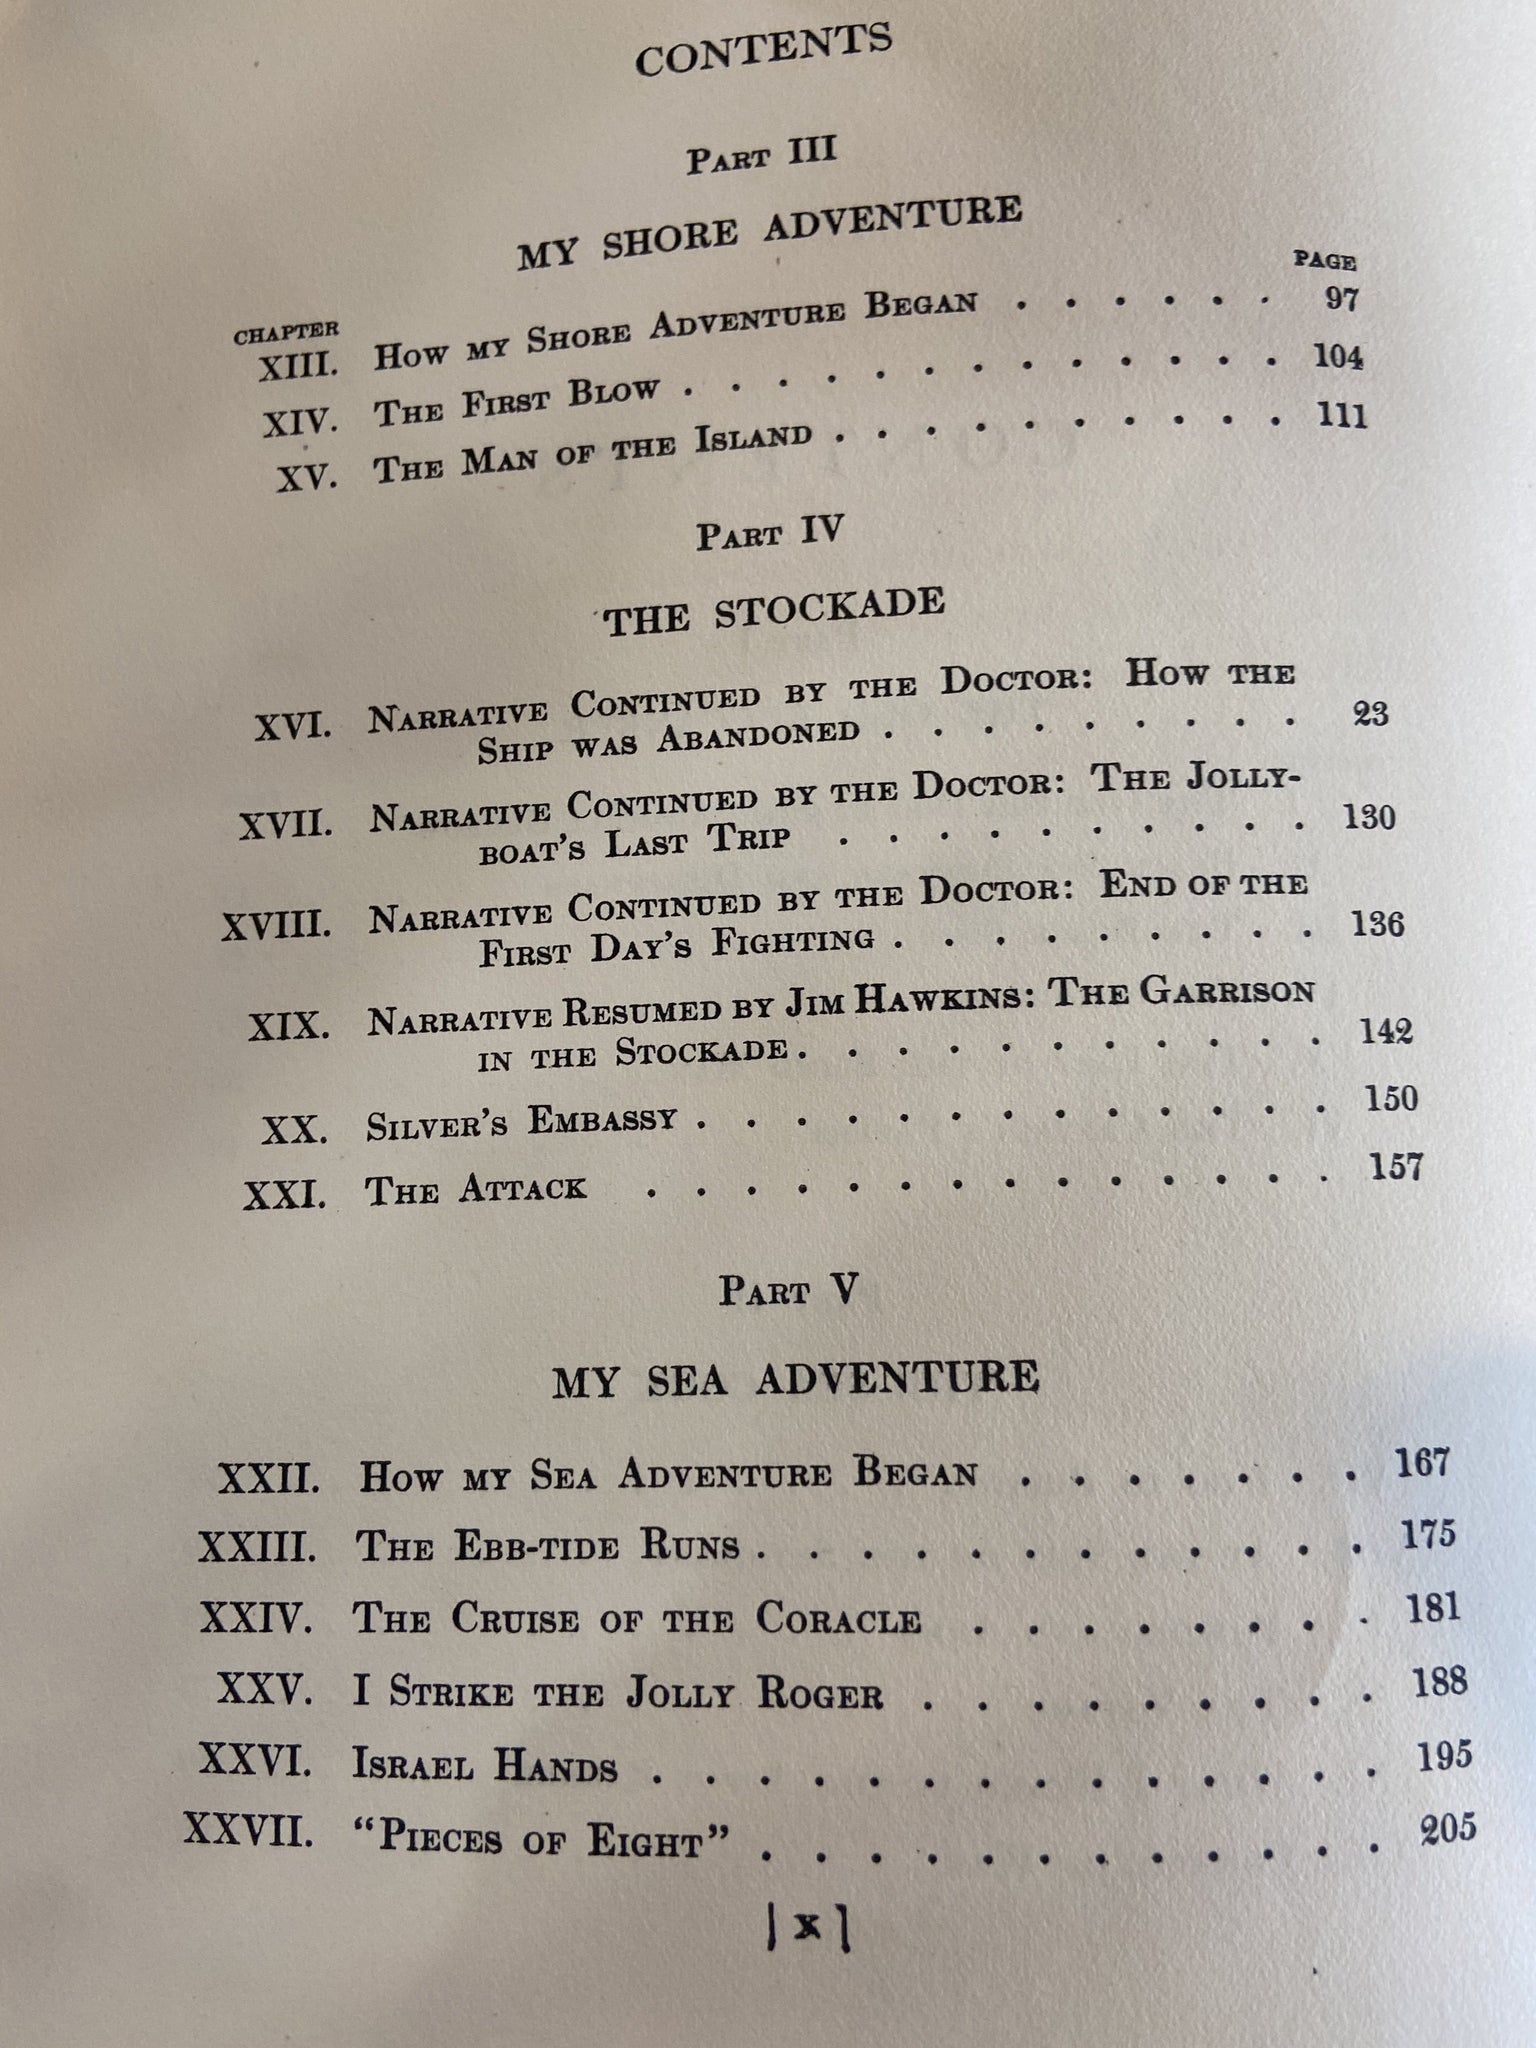 CONTENTS
PART III
MY SHORE ADVENTURE
CHAPTER PAGE
XIII. HOW MY SHORE ADVENTURE BEGAN . . . . . . 97
XIV. THE FIRST BLOW . . . . . . . . . . . . . 104
XV. THE MAN OF THE ISLAND . . . . . . . . . . 111
PART IV
THE STOCKADE
XVI. NARRATIVE CONTINUED BY THE DOCTOR: HOW THE
SHIP WAS ABANDONED . . . . . . . . . 23
XVII. NARRATIVE CONTINUED BY THE DOCTOR: THE JOLLY-
BOAT'S LAST TRIP . . . . . . . . . . 130
XVIII. NARRATIVE CONTINUED BY THE DOCTOR: END OF THE
FIRST DAY'S FIGHTING . . . . . . . . . 136
XIX. NARRATIVE RESUMED BY JIM HAWKINS: THE GARRISON
IN THE STOCKADE . . . . . . . . . . . 142
XX. SILVER'S EMBASSY . . . . . . . . . . . . . 150
XXI. THE ATTACK . . . . . . . . . . . . . . 157
PART V
MY SEA ADVENTURE
XXII. HOW MY SEA ADVENTURE BEGAN . . . . . . . 167
XXIII. THE EBB-TIDE RUNS . . . . . . . . . . . . 175
XXIV. THE CRUISE OF THE CORACLE . . . . . . . . 181
XXV. I STRIKE THE JOLLY ROGER . . . . . . . . . 188
XXVI. ISRAEL HANDS . . . . . . . . . . . . . . 195
XXVII. "PIECES OF EIGHT" . . . . . . . . . . . . 205
[x]